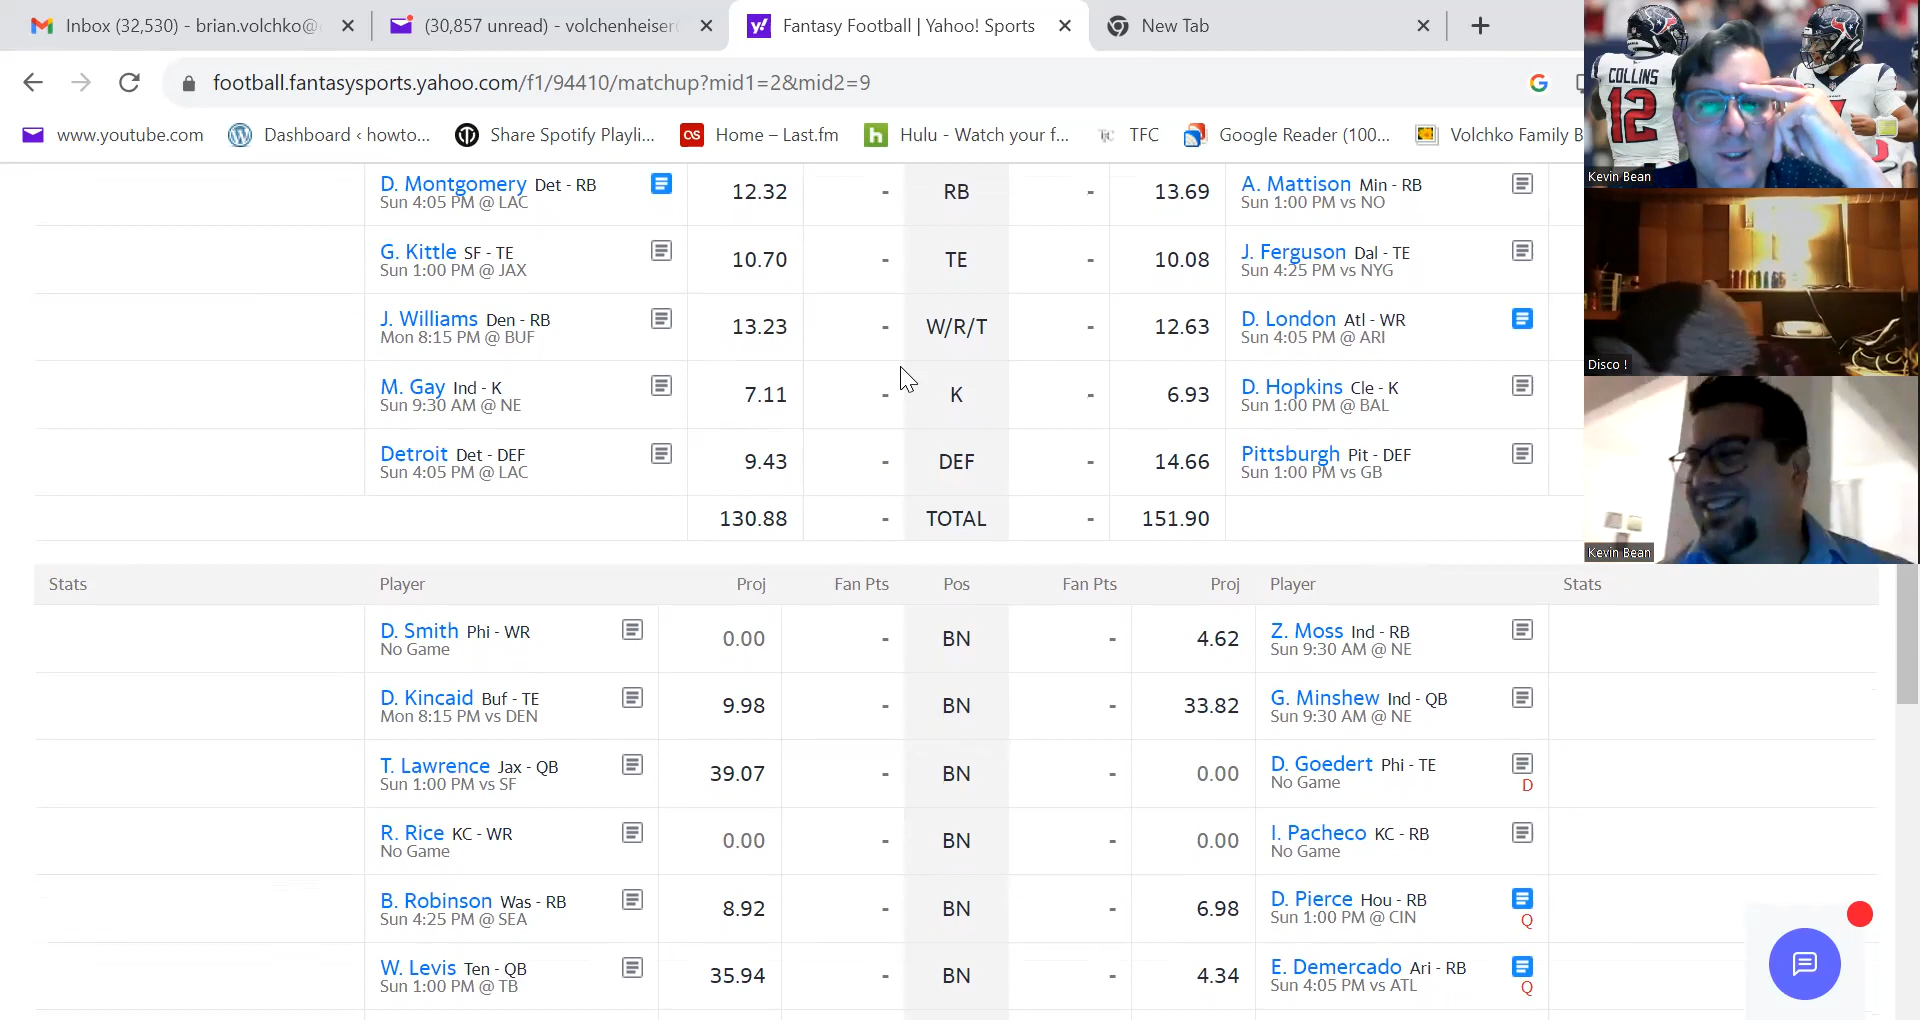 Inbox (32,530) - brian.volchko@
(30,857 unread) - volchenheiser
Fantasy Football | Yahoo! Sports
New Tab
football.fantasysports.yahoo.com/f1/94410/matchup?mid1=2&mid2=9
www.youtube.com
Dashboard ‹ howto...
Share Spotify Playli...
Home – Last.fm
Hulu - Watch your f...
TFC
Google Reader (100...
Volchko Family B
D. Montgomery Det - RB 12.32 - RB - 13.69 A. Mattison Min - RB
Sun 4:05 PM @ LAC Sun 1:00 PM vs NO
G. Kittle SF - TE 10.70 - TE - 10.08 J. Ferguson Dal - TE
Sun 1:00 PM @ JAX Sun 4:25 PM vs NYG
J. Williams Den - RB 13.23 - W/R/T - 12.63 D. London Atl - WR
Mon 8:15 PM @ BUF Sun 4:05 PM @ ARI
M. Gay Ind - K 7.11 - K - 6.93 D. Hopkins Cle - K
Sun 9:30 AM @ NE Sun 1:00 PM @ BAL
Detroit Det - DEF 9.43 - DEF - 14.66 Pittsburgh Pit - DEF
Sun 4:05 PM @ LAC Sun 1:00 PM vs GB
130.88 - TOTAL - 151.90
Stats Player Proj Fan Pts Pos Fan Pts Proj Player Stats
D. Smith Phi - WR 0.00 - BN - 4.62 Z. Moss Ind - RB
No Game Sun 9:30 AM @ NE
D. Kincaid Buf - TE 9.98 - BN - 33.82 G. Minshew Ind - QB
Mon 8:15 PM vs DEN Sun 9:30 AM @ NE
T. Lawrence Jax - QB 39.07 - BN - 0.00 D. Goedert Phi - TE
Sun 1:00 PM vs SF No Game D
R. Rice KC - WR 0.00 - BN - 0.00 I. Pacheco KC - RB
No Game No Game
B. Robinson Was - RB 8.92 - BN - 6.98 D. Pierce Hou - RB
Sun 4:25 PM @ SEA Sun 1:00 PM @ CIN Q
W. Levis Ten - QB 35.94 - BN - 4.34 E. Demercado Ari - RB
Sun 1:00 PM @ TB Sun 4:05 PM vs ATL Q
COLLINS
12
Kevin Bean
Disco !
Kevin Bean